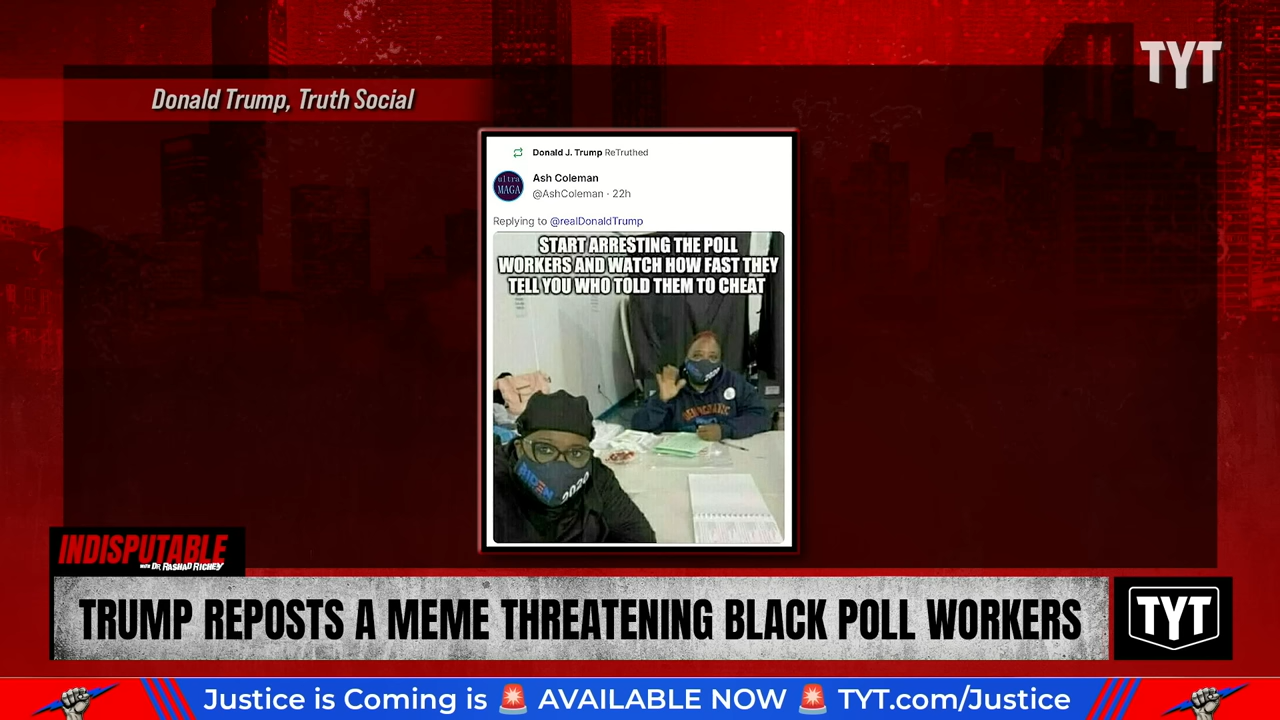 TYT
Donald Trump, Truth Social
Donald J. Trump ReTruthed
ultra
MAGA
Ash Coleman
@AshColeman · 22h
Replying to @realDonaldTrump
START ARRESTING THE POLL
WORKERS AND WATCH HOW FAST THEY
TELL YOU WHO TOLD THEM TO CHEAT
2020
DEMOCRATIC
BIDEN
2020
INDISPUTABLE
WITH DR. RASHAD RICHEY
TRUMP REPOSTS A MEME THREATENING BLACK POLL WORKERS
TYT
Justice is Coming is 🚨 AVAILABLE NOW 🚨 TYT.com/Justice